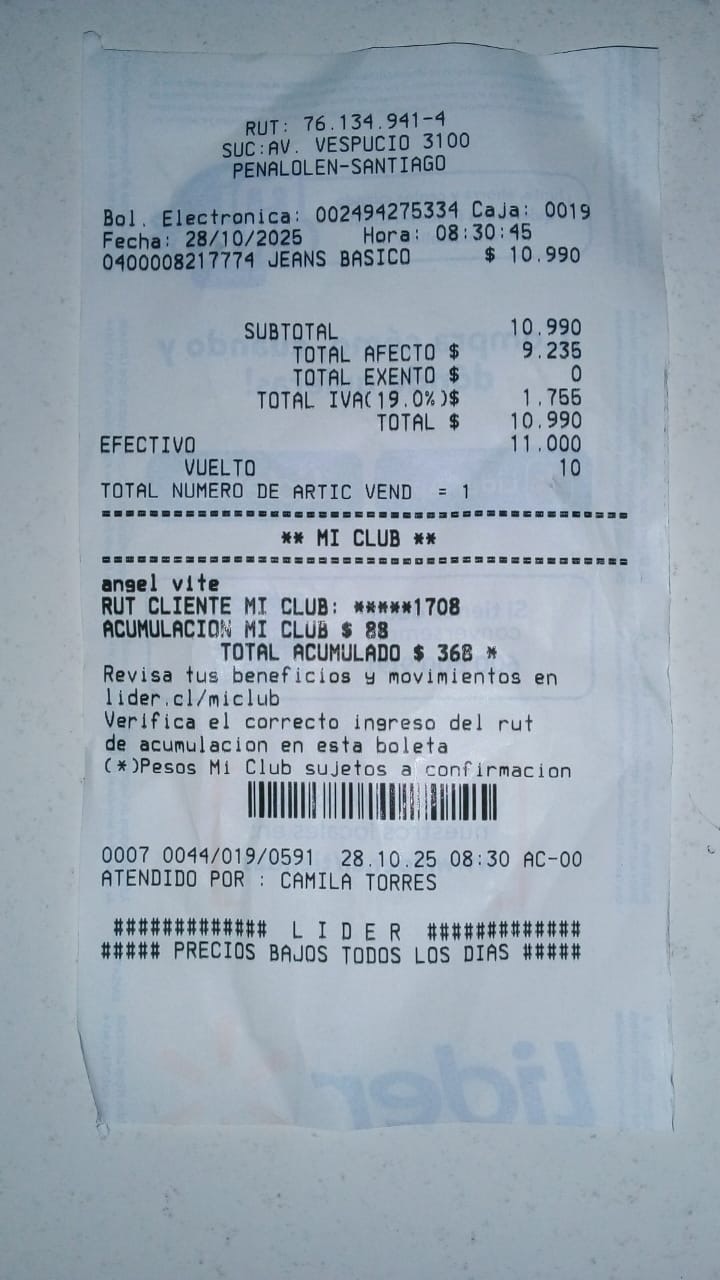 RUT: 76.134.941-4
SUC:AV. VESPUCIO 3100
PENALOLEN-SANTIAGO
Bol. Electronica: 002494275334 Caja: 0019
Fecha: 28/10/2025 Hora: 08:30:45
0400008217774 JEANS BASICO $ 10.990
SUBTOTAL 10.990
TOTAL AFECTO $ 9.235
TOTAL EXENTO $ 0
TOTAL IVA(19.0%)$ 1.755
TOTAL $ 10.990
EFECTIVO 11.000
VUELTO 10
TOTAL NUMERO DE ARTIC VEND = 1
** MI CLUB **
angel vite
RUT CLIENTE MI CLUB: *****1708
ACUMULACION MI CLUB $ 88
TOTAL ACUMULADO $ 368 *
Revisa tus beneficios y movimientos en
lider.cl/miclub
Verifica el correcto ingreso del rut
de acumulacion en esta boleta
(*)Pesos Mi Club sujetos a confirmacion
0007 0044/019/0591 28.10.25 08:30 AC-00
ATENDIDO POR : CAMILA TORRES
############# L I D E R #############
##### PRECIOS BAJOS TODOS LOS DIAS #####
Lider